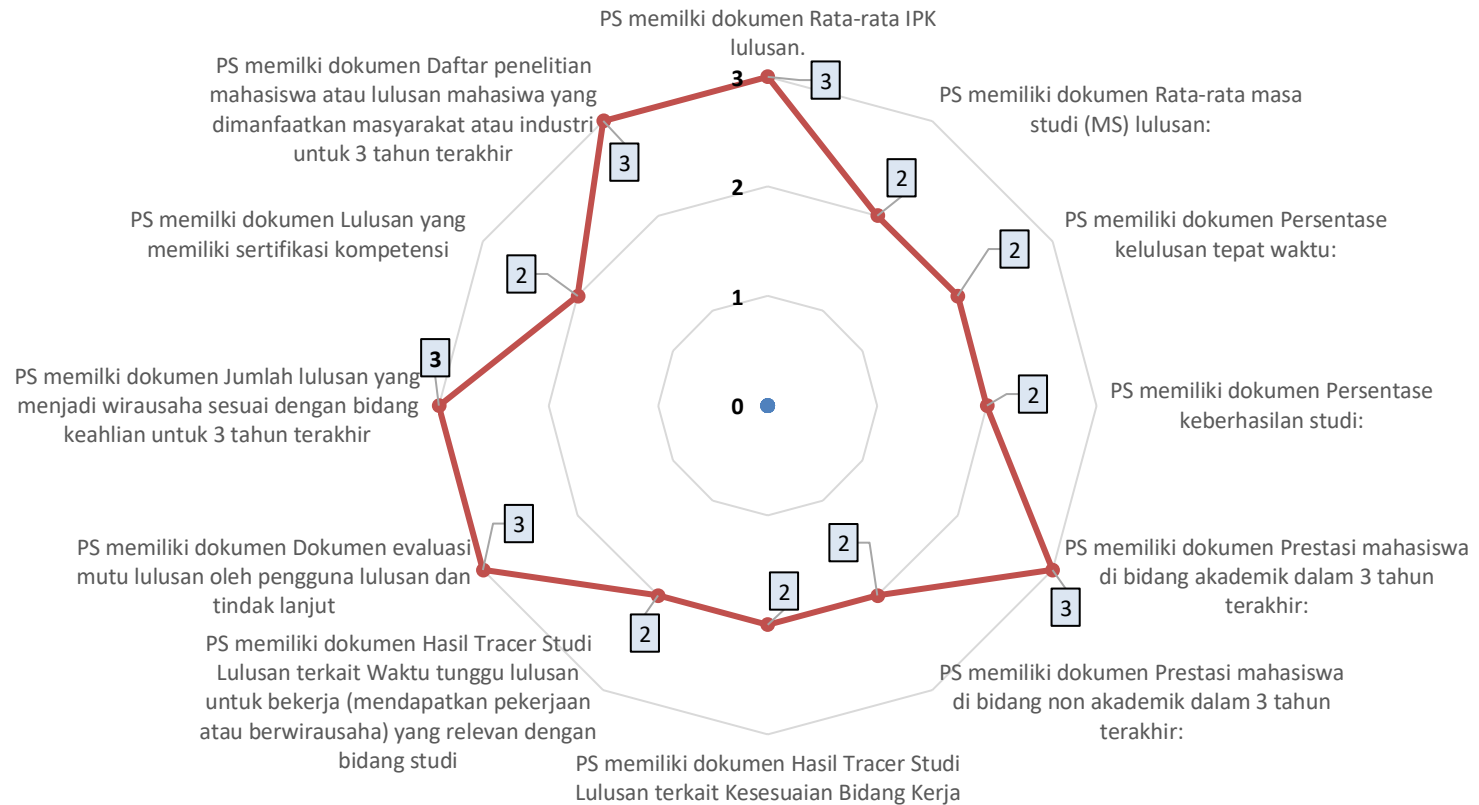 PS memilki dokumen Rata-rata IPK
lulusan.
PS memiliki dokumen Rata-rata masa
studi (MS) lulusan:
PS memiliki dokumen Persentase
kelulusan tepat waktu:
PS memiliki dokumen Persentase
keberhasilan studi:
PS memiliki dokumen Prestasi mahasiswa
di bidang akademik dalam 3 tahun
terakhir:
PS memiliki dokumen Prestasi mahasiswa
di bidang non akademik dalam 3 tahun
terakhir:
PS memiliki dokumen Hasil Tracer Studi
Lulusan terkait Kesesuaian Bidang Kerja
PS memiliki dokumen Hasil Tracer Studi
Lulusan terkait Waktu tunggu lulusan
untuk bekerja (mendapatkan pekerjaan
atau berwirausaha) yang relevan dengan
bidang studi
PS memiliki dokumen Dokumen evaluasi
mutu lulusan oleh pengguna lulusan dan
tindak lanjut
PS memilki dokumen Jumlah lulusan yang
menjadi wirausaha sesuai dengan bidang
keahlian untuk 3 tahun terakhir
PS memilki dokumen Lulusan yang
memiliki sertifikasi kompetensi
PS memilki dokumen Daftar penelitian
mahasiswa atau lulusan mahasiwa yang
dimanfaatkan masyarakat atau industri
untuk 3 tahun terakhir
3
2
1
0
3
2
2
2
3
2
2
2
3
3
2
3